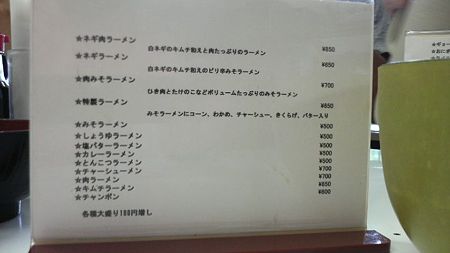 ★ネギ肉ラーメン
白ネギのキムチ和えと肉たっぷりのラーメン ¥850
★ネギラーメン
白ネギのキムチ和えのピリ辛みそラーメン ¥650
★肉みそラーメン
ひき肉とたけのこなどボリュームたっぷりのみそラーメン ¥700
★特製ラーメン
みそラーメンにコーン、わかめ、チャーシュー、きくらげ、バター入り ¥650
★みそラーメン ¥500
★しょうゆラーメン ¥500
★塩バターラーメン ¥500
★カレーラーメン ¥500
★とんこつラーメン ¥500
★チャーシューメン ¥700
★肉ラーメン ¥700
★キムチラーメン ¥650
★チャンポン ¥600
各種大盛り100円増し
★ギョー
★おに